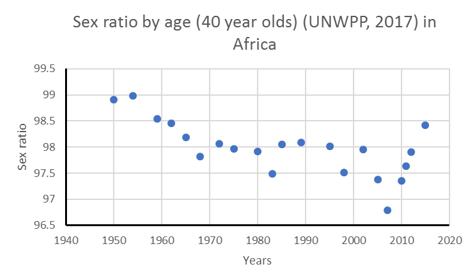 Sex ratio by age (40 year olds) (UNWPP, 2017) in
Africa
99.5
99
98.5
98
97.5
97
96.5
Sex ratio
1940 1950 1960 1970 1980 1990 2000 2010 2020
Years